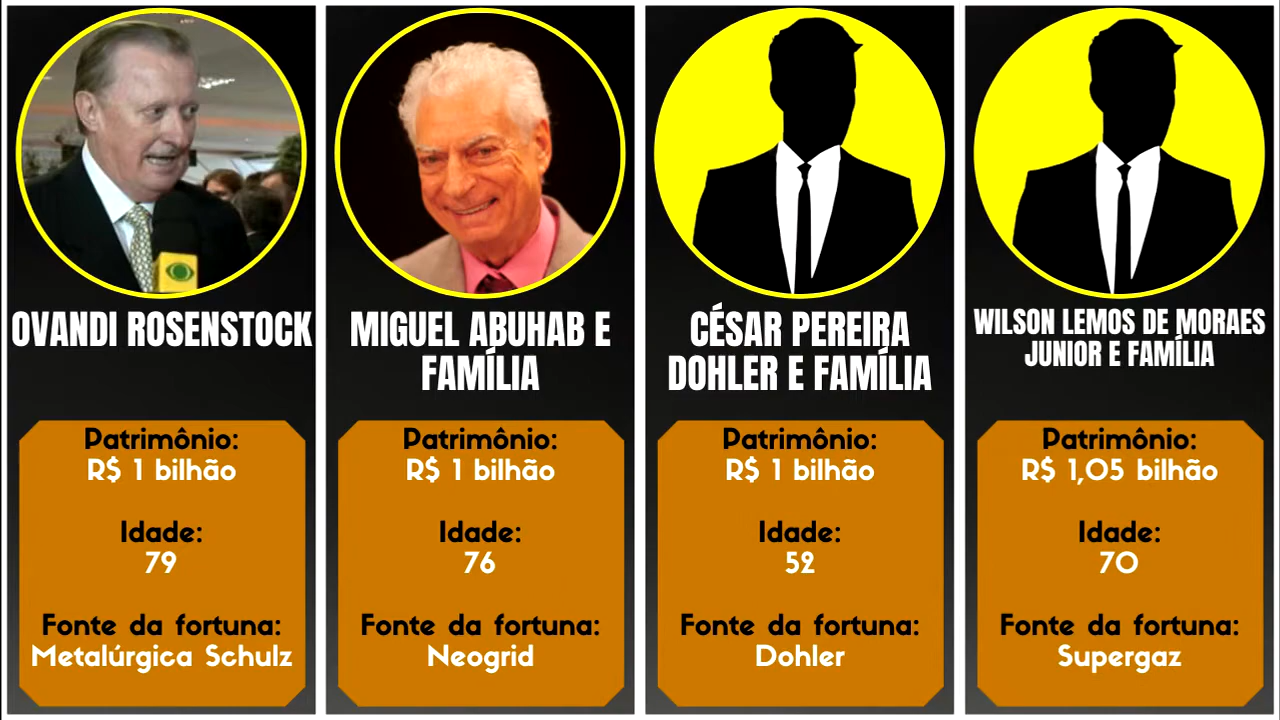 OVANDI ROSENSTOCK
Patrimônio:
R$ 1 bilhão
Idade:
79
Fonte da fortuna:
Metalúrgica Schulz
MIGUEL ABUHAB E
FAMÍLIA
Patrimônio:
R$ 1 bilhão
Idade:
76
Fonte da fortuna:
Neogrid
CÉSAR PEREIRA
DOHLER E FAMÍLIA
Patrimônio:
R$ 1 bilhão
Idade:
52
Fonte da fortuna:
Dohler
WILSON LEMOS DE MORAES
JUNIOR E FAMÍLIA
Patrimônio:
R$ 1,05 bilhão
Idade:
70
Fonte da fortuna:
Supergaz